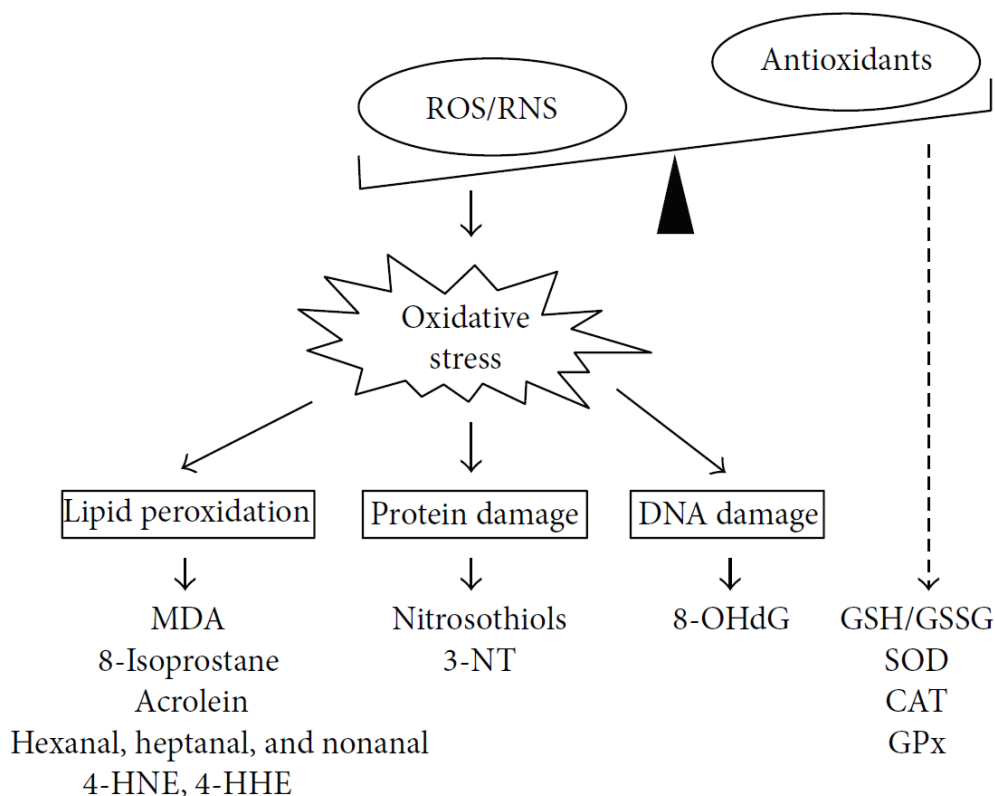 Antioxidants
ROS/RNS
Oxidative
stress
Lipid peroxidation
Protein damage
DNA damage
MDA
8-Isoprostane
Acrolein
Hexanal, heptanal, and nonanal
4-HNE, 4-HHE
Nitrosothiols
3-NT
8-OHdG
GSH/GSSG
SOD
CAT
GPx